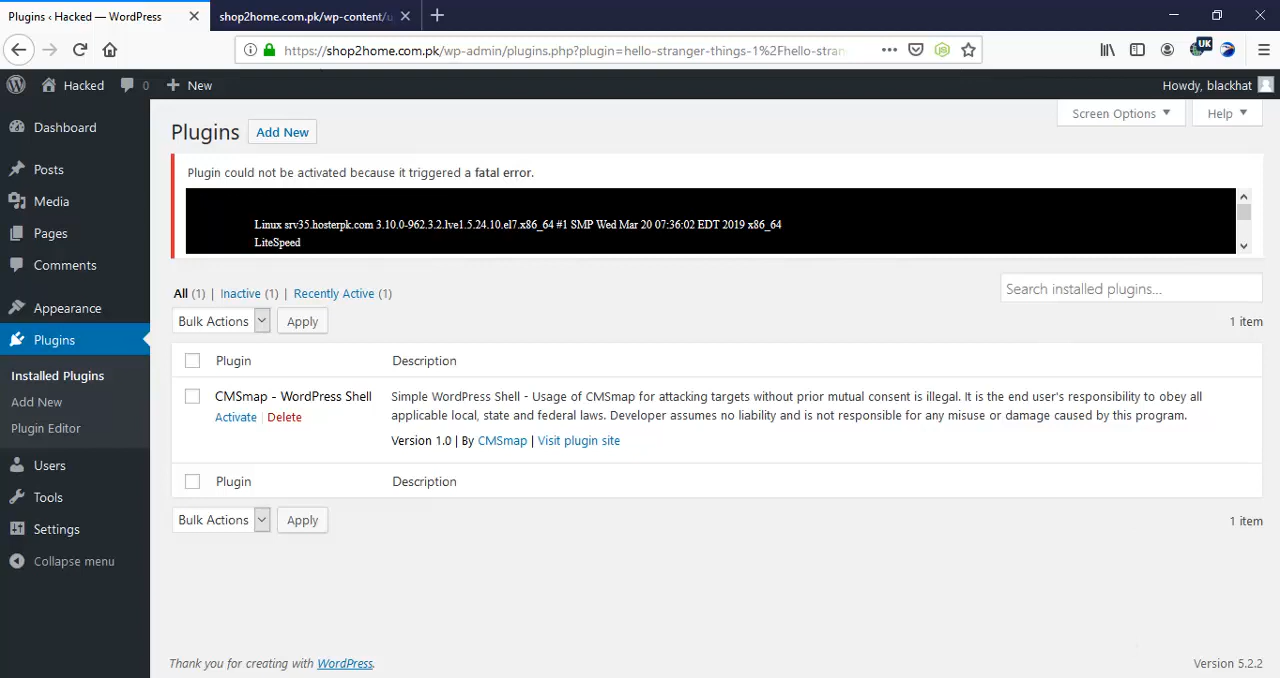 Plugins ‹ Hacked — WordPress
shop2home.com.pk/wp-content/u
https://shop2home.com.pk/wp-admin/plugins.php?plugin=hello-stranger-things-1%2Fhello-stran
UK
Hacked
0
New
Howdy, blackhat
Dashboard
Posts
Media
Pages
Comments
Appearance
Plugins
Installed Plugins
Add New
Plugin Editor
Users
Tools
Settings
Collapse menu
Screen Options
Help
Plugins
Add New
Plugin could not be activated because it triggered a fatal error.
Linux srv35.hosterpk.com 3.10.0-962.3.2.lve1.5.24.10.el7.x86_64 #1 SMP Wed Mar 20 07:36:02 EDT 2019 x86_64
LiteSpeed
All (1) | Inactive (1) | Recently Active (1)
Search installed plugins...
Bulk Actions
Apply
1 item
Plugin
Description
CMSmap - WordPress Shell
Activate | Delete
Simple WordPress Shell - Usage of CMSmap for attacking targets without prior mutual consent is illegal. It is the end user's responsibility to obey all
applicable local, state and federal laws. Developer assumes no liability and is not responsible for any misuse or damage caused by this program.
Version 1.0 | By CMSmap | Visit plugin site
Plugin
Description
Bulk Actions
Apply
1 item
Thank you for creating with WordPress.
Version 5.2.2